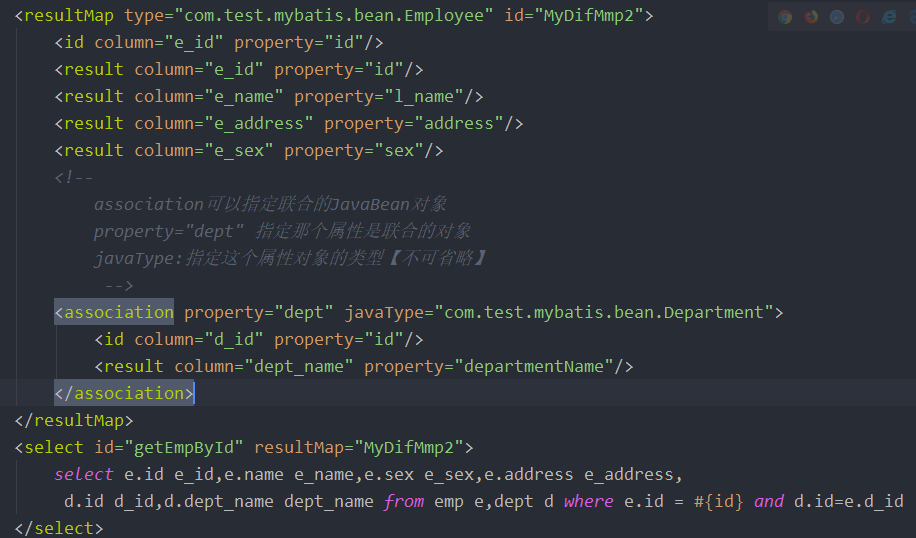 <resultMap type="com.test.mybatis.bean.Employee" id="MyDifMmp2">
<id column="e_id" property="id"/>
<result column="e_id" property="id"/>
<result column="e_name" property="l_name"/>
<result column="e_address" property="address"/>
<result column="e_sex" property="sex"/>
<!--
association可以指定联合的JavaBean对象
property="dept" 指定那个属性是联合的对象
javaType:指定这个属性对象的类型【不可省略】
-->
<association property="dept" javaType="com.test.mybatis.bean.Department">
<id column="d_id" property="id"/>
<result column="dept_name" property="departmentName"/>
</association>
</resultMap>
<select id="getEmpById" resultMap="MyDifMmp2">
select e.id e_id,e.name e_name,e.sex e_sex,e.address e_address,
d.id d_id,d.dept_name dept_name from emp e,dept d where e.id = #{id} and d.id=e.d_id
</select>